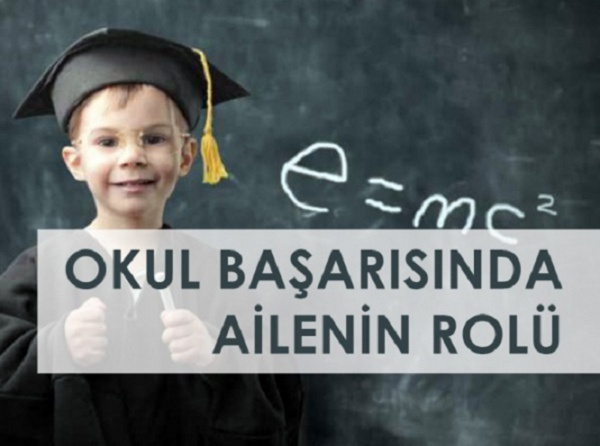 e=mc²
OKUL BAŞARISINDA
AİLENİN ROLÜ